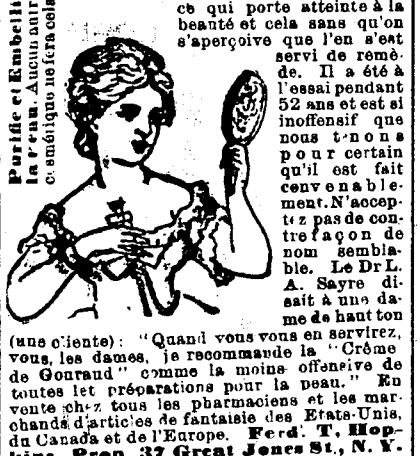 Purifie et Embelli
la peau. Aucun autr
cosmétique ne fera cela
ce qui porte atteinte à la
beauté et cela sans qu'on
s'aperçoive que l'en s'est
servi de remè-
de. Il a été à
l'essai pendant
52 ans et est si
inoffensif que
nous tenons
pour certain
qu'il est fait
convenable-
ment. N'accep-
tez pas de con-
trefaçon de
nom sembla-
ble. Le Dr L.
A. Sayre di-
sait à une da-
me de haut ton
(une cliente): "Quand vous vous en servirez,
vous, les dames, je recommande la "Crême
de Gouraud" comme la moins offensive de
toutes let préparations pour la peau." En
vente chez tous les pharmaciens et les mar-
chands d'articles de fantaisie des Etats-Unis,
du Canada et de l'Europe. Ferd. T. Hop-
kins, Prop. 37 Great Jones St., N. Y.